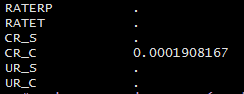 RATERP .
RATET .
CR_S .
CR_C 0.0001908167
UR_S .
UR_C .